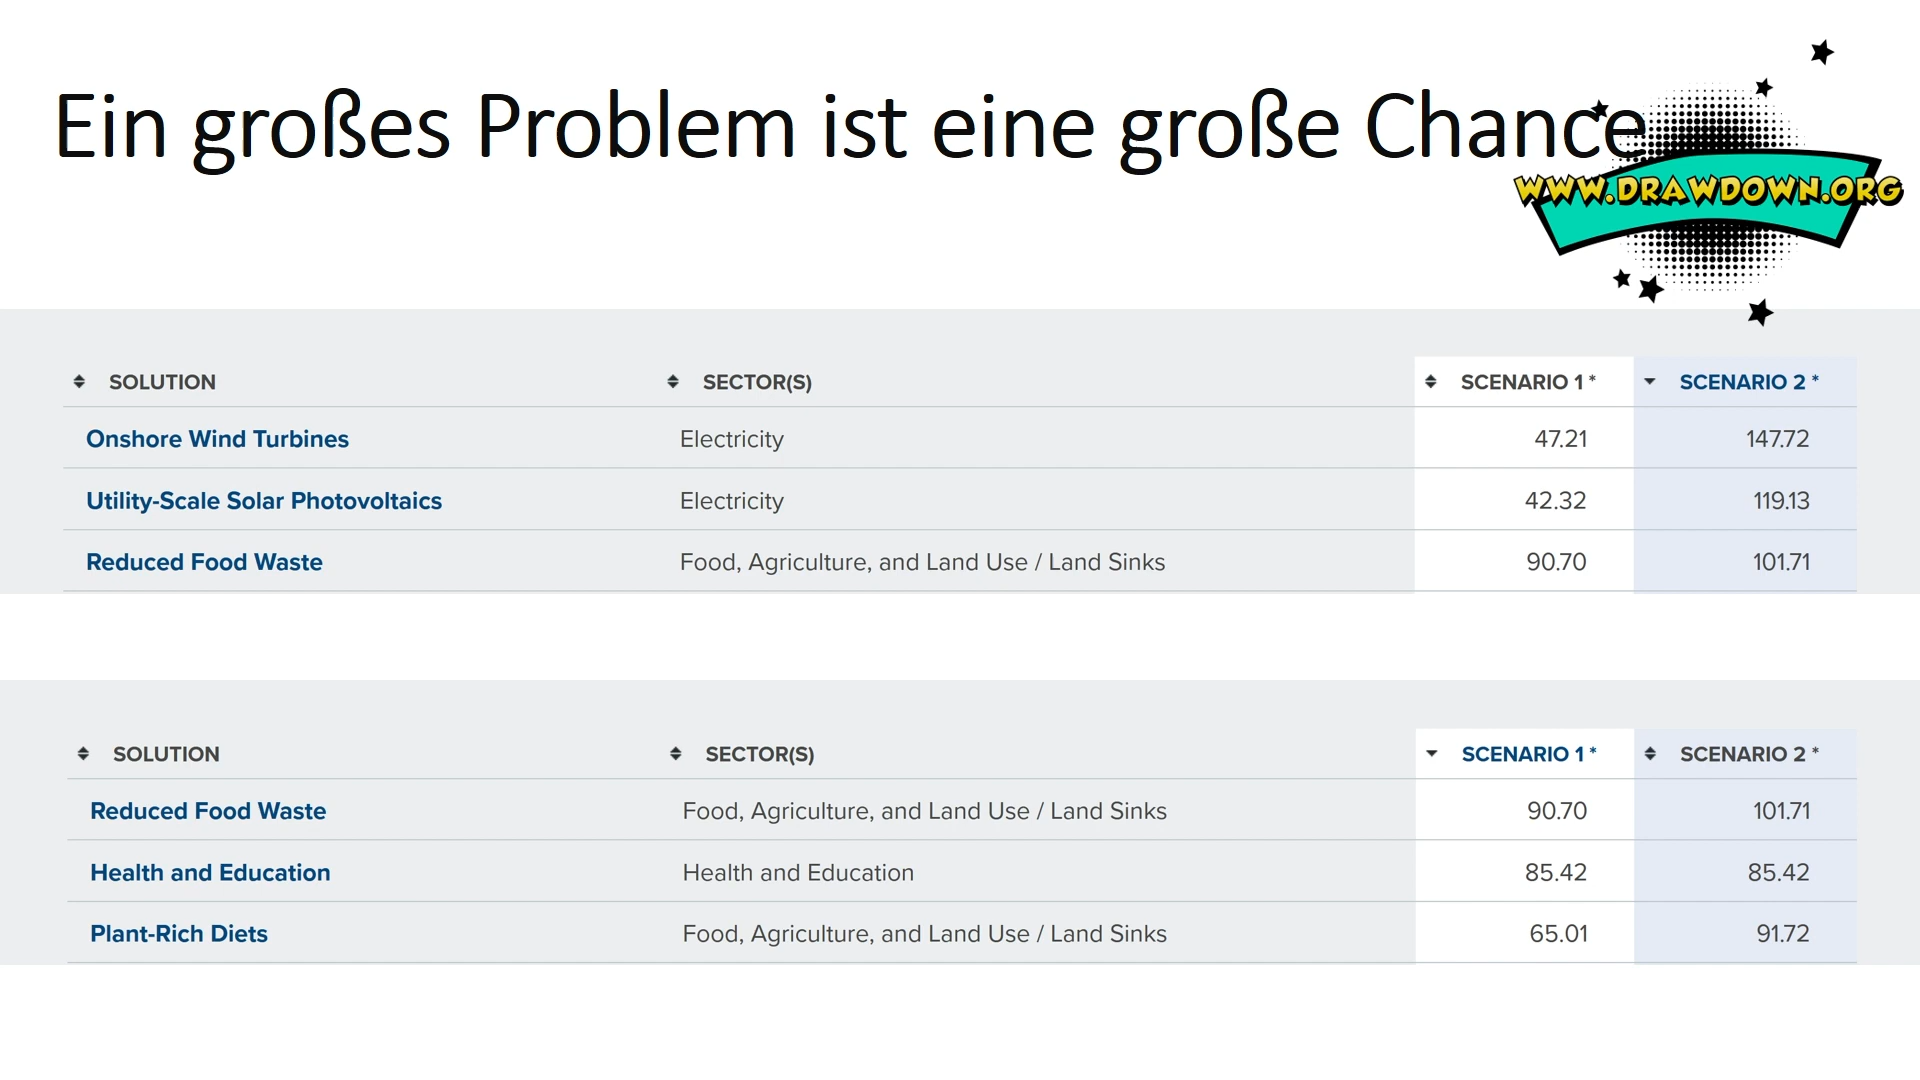 Ein großes Problem ist eine große Chance
WWW.DRAWDOWN.ORG
SOLUTION SECTOR(S) SCENARIO 1 * SCENARIO 2 *
Onshore Wind Turbines Electricity 47.21 147.72
Utility-Scale Solar Photovoltaics Electricity 42.32 119.13
Reduced Food Waste Food, Agriculture, and Land Use / Land Sinks 90.70 101.71
SOLUTION SECTOR(S) SCENARIO 1 * SCENARIO 2 *
Reduced Food Waste Food, Agriculture, and Land Use / Land Sinks 90.70 101.71
Health and Education Health and Education 85.42 85.42
Plant-Rich Diets Food, Agriculture, and Land Use / Land Sinks 65.01 91.72